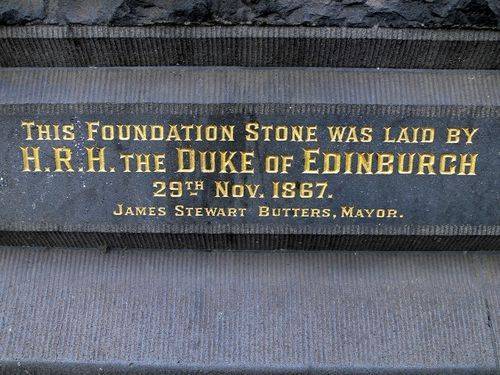 This Foundation Stone was laid by
H.R.H. the Duke of Edinburgh
29th Nov. 1867.
James Stewart Butters, Mayor.